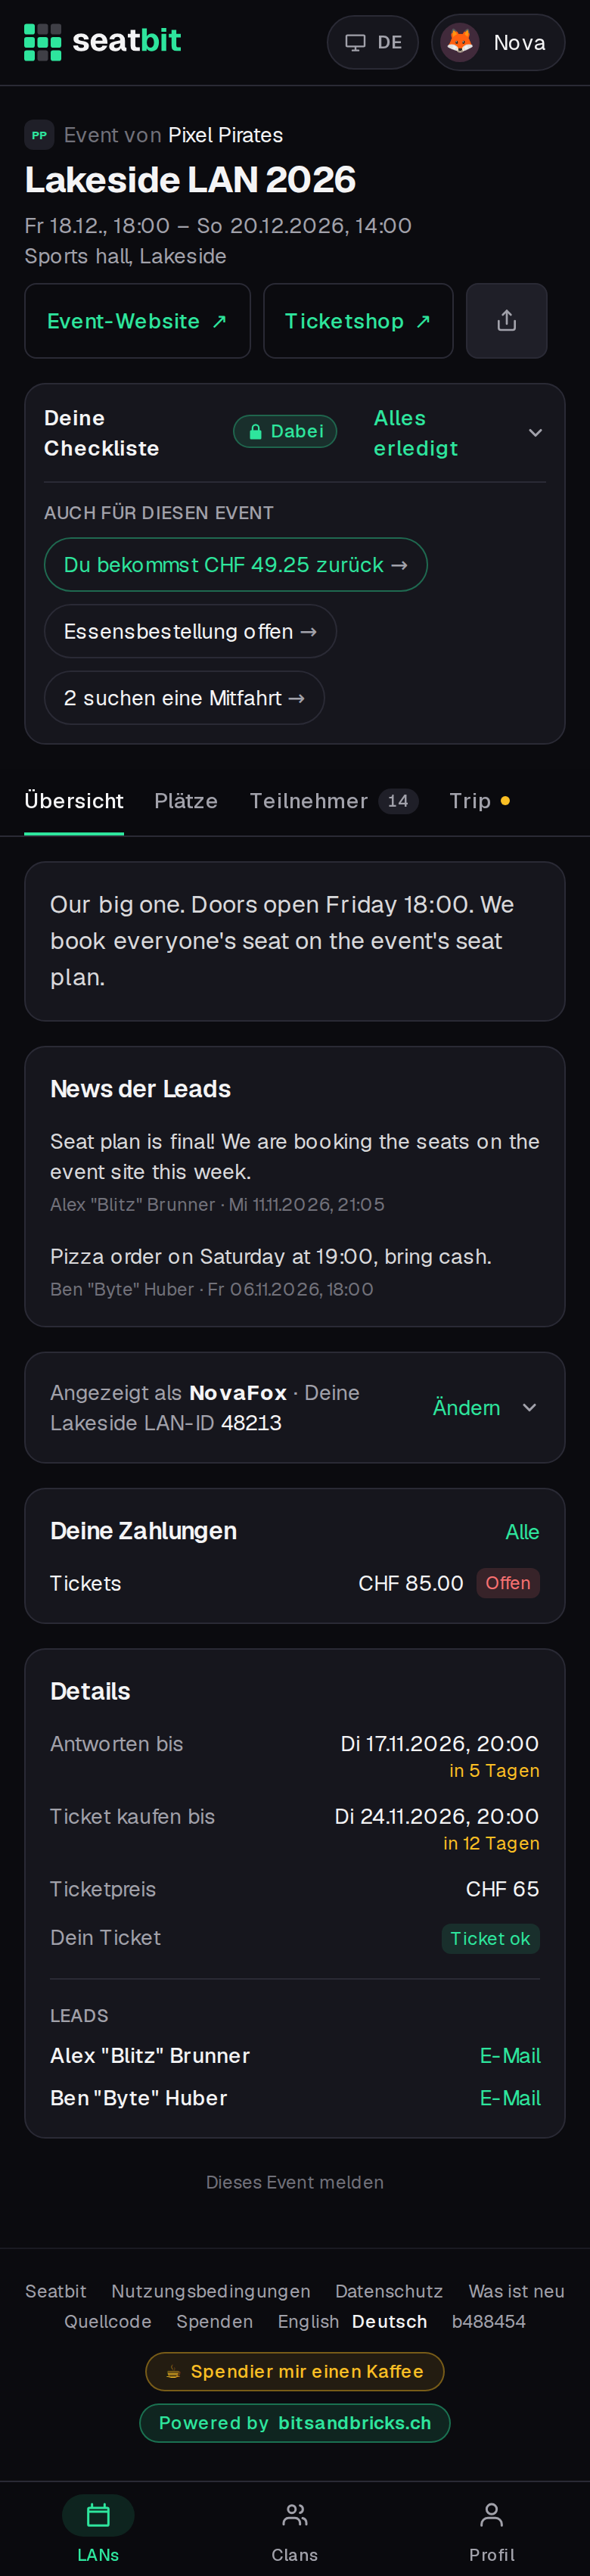 seatbit
DE
Nova
PP Event von Pixel Pirates
Lakeside LAN 2026
Fr 18.12., 18:00 – So 20.12.2026, 14:00
Sports hall, Lakeside
Event-Website ↗
Ticketshop ↗
Deine
Checkliste
Dabei
Alles
erledigt
AUCH FÜR DIESEN EVENT
Du bekommst CHF 49.25 zurück →
Essensbestellung offen →
2 suchen eine Mitfahrt →
Übersicht Plätze Teilnehmer 14 Trip
Our big one. Doors open Friday 18:00. We
book everyone's seat on the event's seat
plan.
News der Leads
Seat plan is final! We are booking the seats on the
event site this week.
Alex "Blitz" Brunner · Mi 11.11.2026, 21:05
Pizza order on Saturday at 19:00, bring cash.
Ben "Byte" Huber · Fr 06.11.2026, 18:00
Angezeigt als NovaFox · Deine
Lakeside LAN-ID 48213
Ändern
Deine Zahlungen Alle
Tickets CHF 85.00 Offen
Details
Antworten bis Di 17.11.2026, 20:00
in 5 Tagen
Ticket kaufen bis Di 24.11.2026, 20:00
in 12 Tagen
Ticketpreis CHF 65
Dein Ticket Ticket ok
LEADS
Alex "Blitz" Brunner E-Mail
Ben "Byte" Huber E-Mail
Dieses Event melden
Seatbit Nutzungsbedingungen Datenschutz Was ist neu
Quellcode Spenden English Deutsch b488454
Spendier mir einen Kaffee
Powered by bitsandbricks.ch
LANs Clans Profil